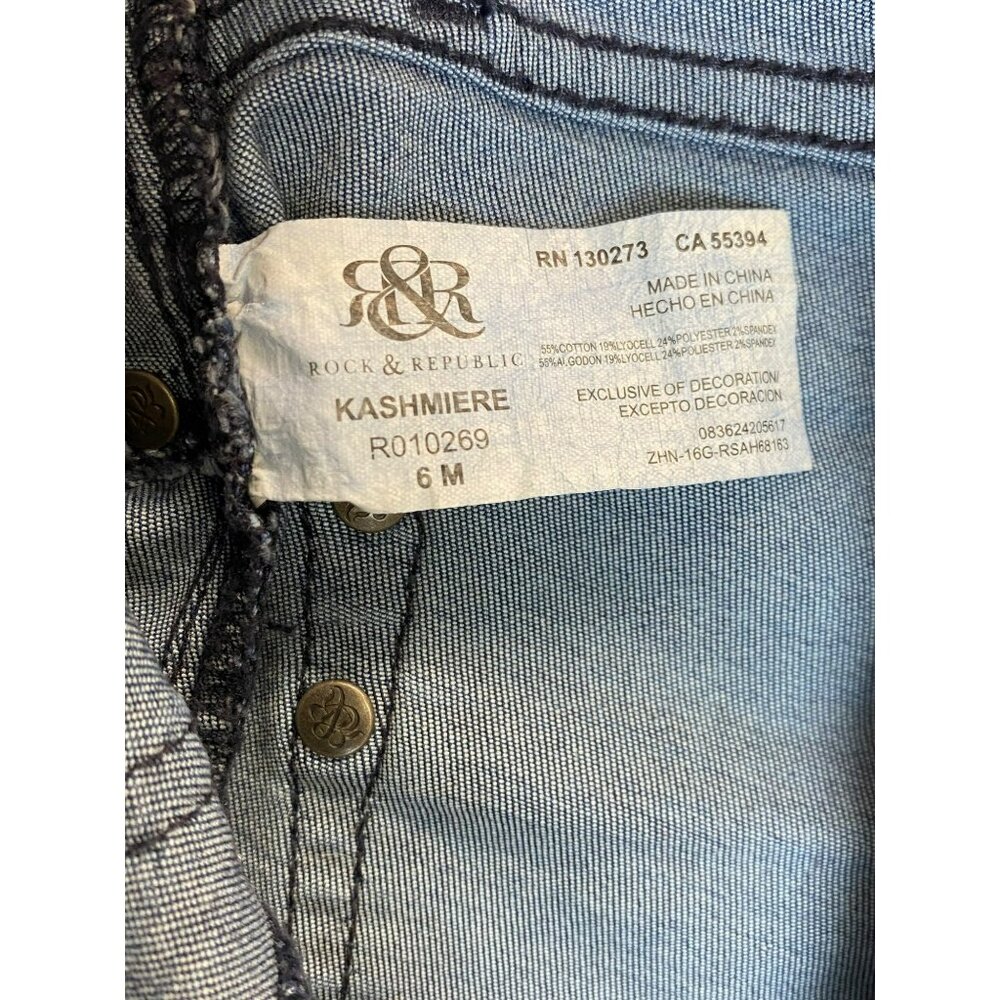 R&R
ROCK & REPUBLIC
KASHMIERE
R010269
6 M
RN 130273 CA 55394
MADE IN CHINA
HECHO EN CHINA
55%COTTON 19%LYOCELL 24%POLYESTER 2%SPANDEX
55%ALGODON 19%LYOCELL 24%POLIESTER 2%SPANDEX
EXCLUSIVE OF DECORATION/
EXCEPTO DECORACION
083624205617
ZHN-16G-RSAH68163